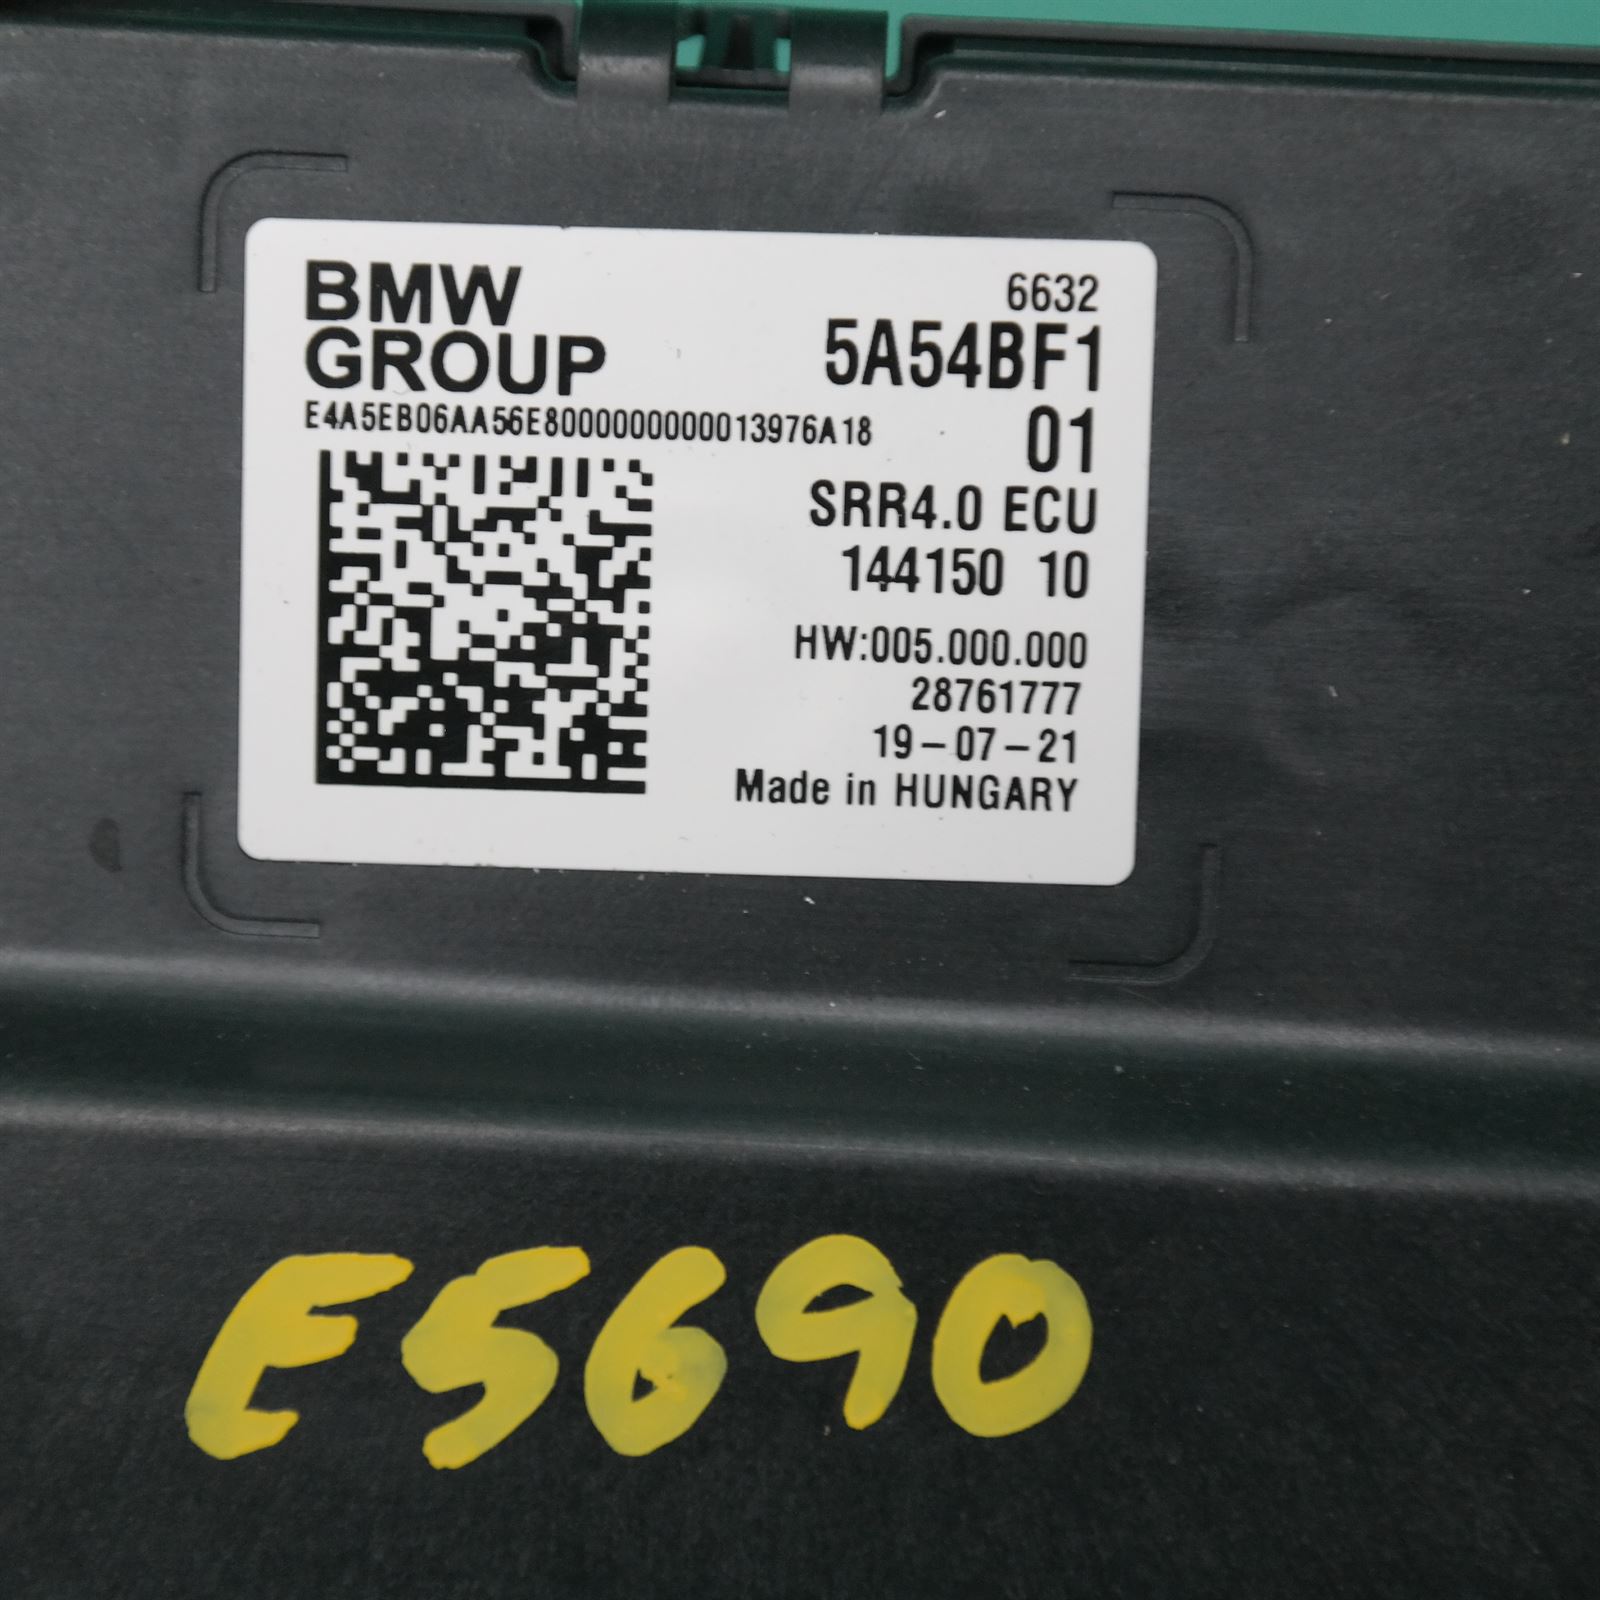 BMW
GROUP
6632
5A54BF1
E4A5EB06AA56E8000000000013976A18
01
SRR4.0 ECU
144150 10
HW:005.000.000
28761777
19-07-21
Made in HUNGARY
E5690